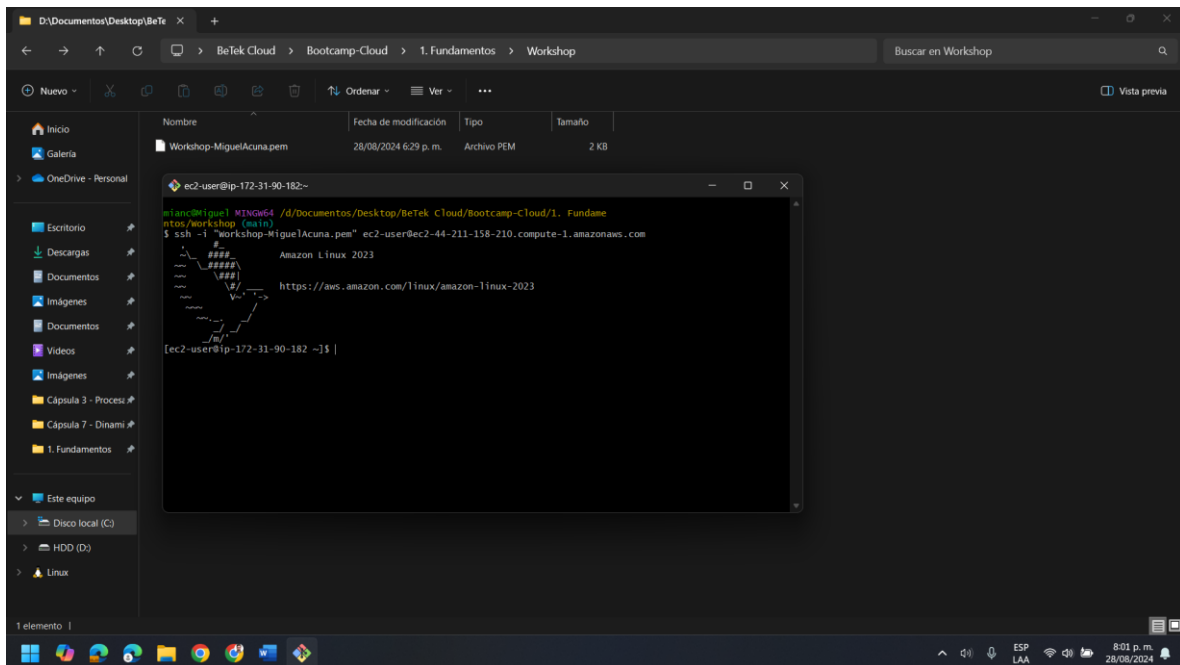 D:\Documentos\Desktop\BeTe
BeTek Cloud > Bootcamp-Cloud > 1. Fundamentos > Workshop
Buscar en Workshop
Nuevo
Ordenar
Ver
Vista previa
Inicio
Galería
OneDrive - Personal
Escritorio
Descargas
Documentos
Imágenes
Documentos
Videos
Imágenes
Cápsula 3 - Procesa
Cápsula 7 - Dinami
1. Fundamentos
Este equipo
Disco local (C:)
HDD (D:)
Linux
Nombre Fecha de modificación Tipo Tamaño
Workshop-MiguelAcuna.pem 28/08/2024 6:29 p. m. Archivo PEM 2 KB
ec2-user@ip-172-31-90-182:~
mianc@Miguel MINGW64 /d/Documentos/Desktop/BeTek Cloud/Bootcamp-Cloud/1. Fundame
ntos/Workshop (main)
$ ssh -i "Workshop-MiguelAcuna.pem" ec2-user@ec2-44-211-158-210.compute-1.amazonaws.com
   ,     #_
   ~\_  ####_        Amazon Linux 2023
  ~~  \_#####\
  ~~     \###|
  ~~       \#/ ___   https://aws.amazon.com/linux/amazon-linux-2023
   ~~       V~' '->
    ~~~         /
      ~~._.   _/
         _/ _/
       _/m/'
[ec2-user@ip-172-31-90-182 ~]$
1 elemento
ESP
LAA
8:01 p. m.
28/08/2024